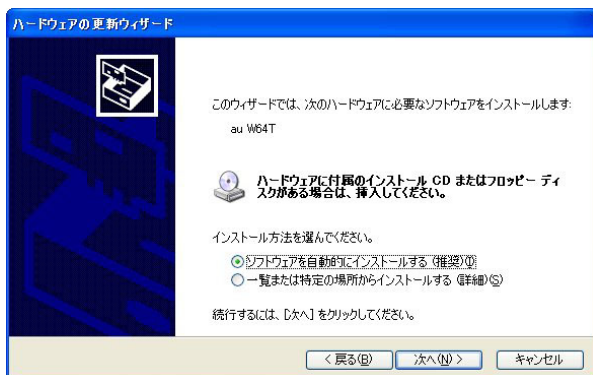 ハードウェアの更新ウィザード
このウィザードでは、次のハードウェアに必要なソフトウェアをインストールします:
au W64T
ハードウェアに付属のインストール CD またはフロッピー ディ
スクがある場合は、挿入してください。
インストール方法を選んでください。
ソフトウェアを自動的にインストールする (推奨)(I)
一覧または特定の場所からインストールする (詳細)(S)
続行するには、[次へ] をクリックしてください。
< 戻る(B)
次へ(N) >
キャンセル